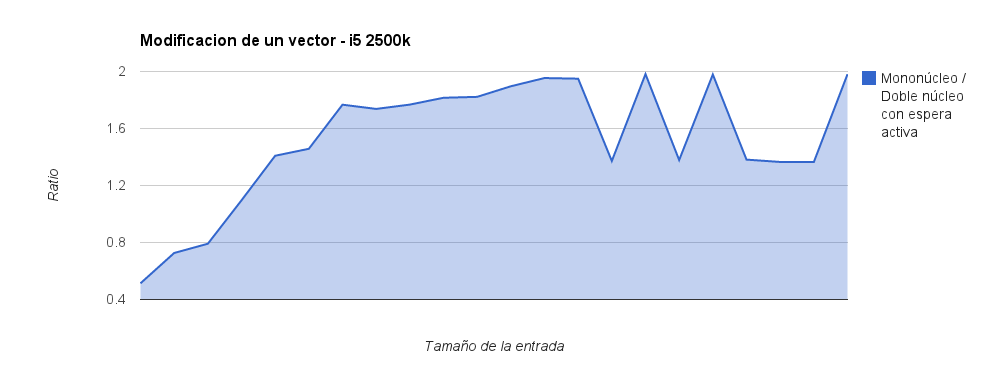 Modificacion de un vector - i5 2500k
2
1.6
1.2
0.8
0.4
Ratio
Tamaño de la entrada
Mononúcleo /
Doble núcleo
con espera
activa